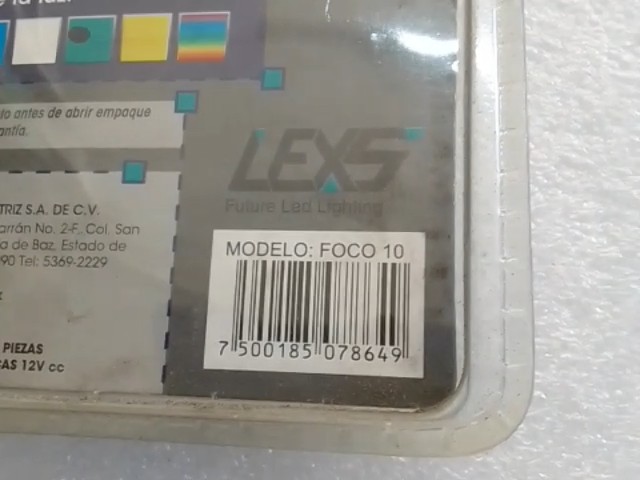 to antes de abrir empaque
antía.
LEXS
Future Led Lighting
TRIZ S.A. DE C.V.
arrán No. 2-F, Col. San
a de Baz, Estado de
90 Tel: 5369-2229
MODELO: FOCO 10
7 500185 078649
PIEZAS
AS 12V cc